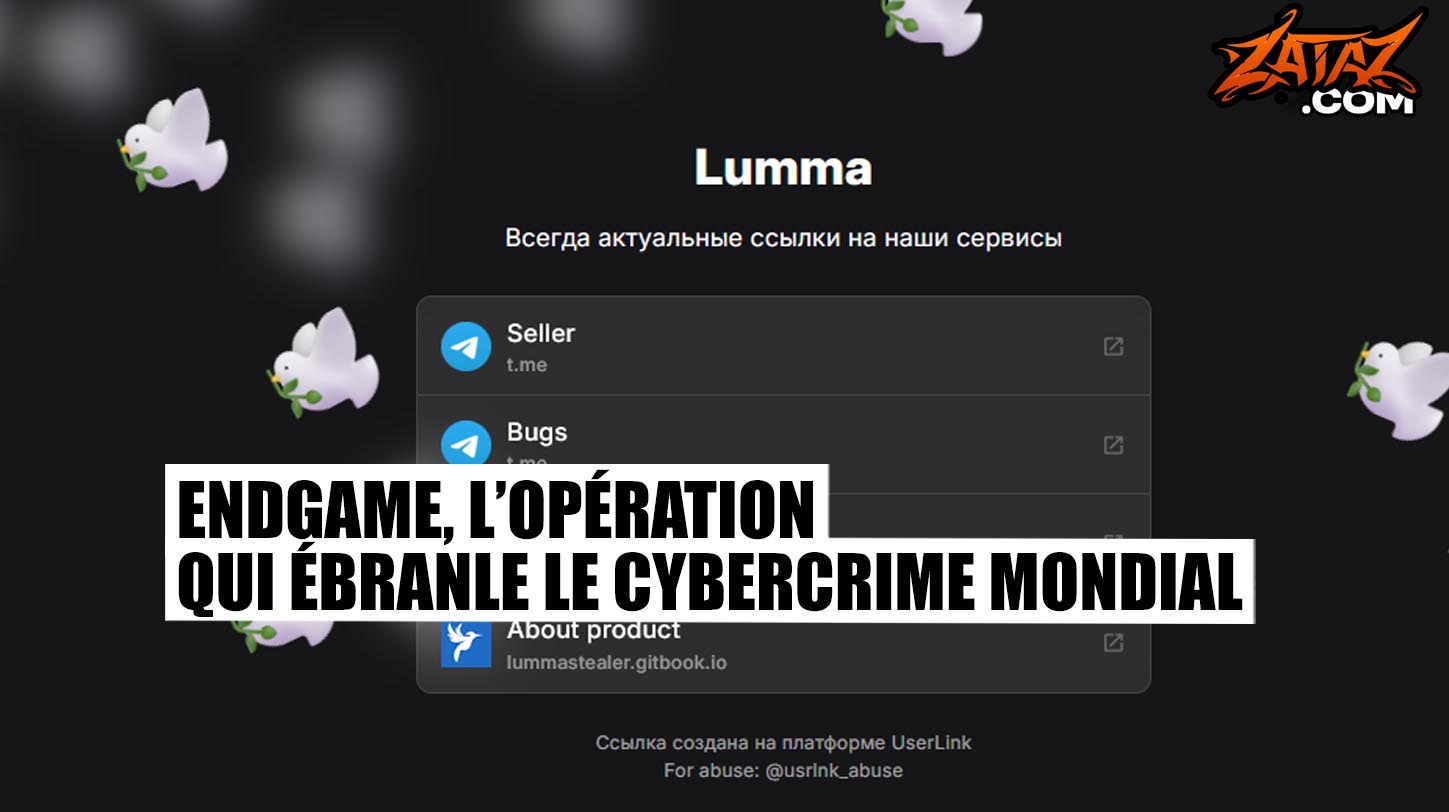 ZATAZ
.COM
Lumma
Всегда актуальные ссылки на наши сервисы
Seller
t.me
Bugs
t.me
ENDGAME, L’OPÉRATION
QUI ÉBRANLE LE CYBERCRIME MONDIAL
About product
lummastealer.gitbook.io
Ссылка создана на платформе UserLink
For abuse: @usrlnk_abuse